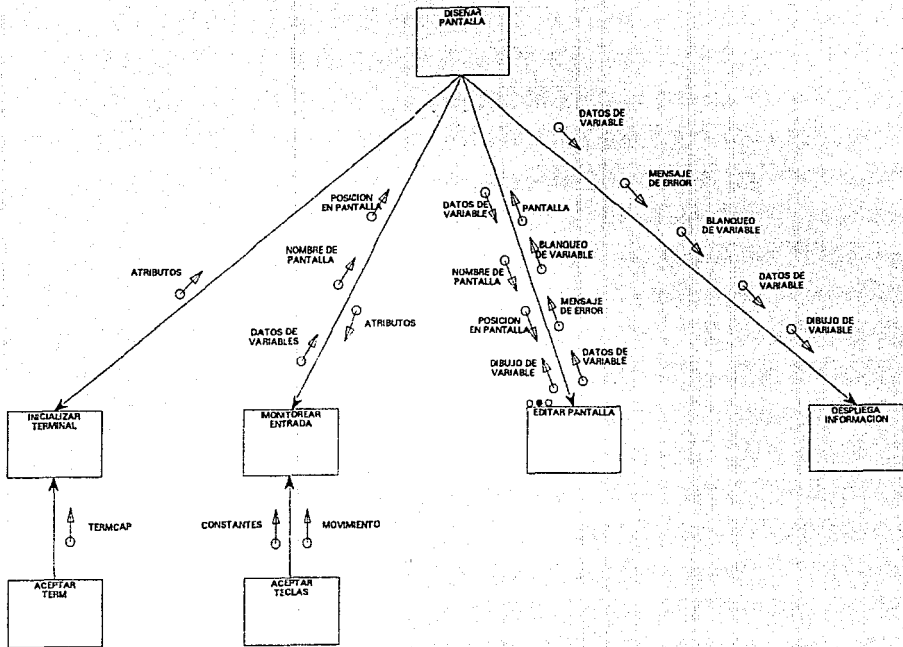 DISEÑAR
PANTALLA
DATOS DE
VARIABLE
MENSAJE
DE ERROR
POSICION
EN PANTALLA
DATOS DE
VARIABLE
PANTALLA
BLANQUEO
DE VARIABLE
NOMBRE DE
PANTALLA
BLANQUEO
DE VARIABLE
ATRIBUTOS
NOMBRE DE
PANTALLA
DATOS DE
VARIABLE
DATOS DE
VARIABLES
ATRIBUTOS
POSICION
EN PANTALLA
MENSAJE
DE ERROR
DIBUJO DE
VARIABLE
DIBUJO DE
VARIABLE
DATOS DE
VARIABLE
INICIALIZAR
TERMINAL
MONITOREAR
ENTRADA
EDITAR PANTALLA
DESPLIEGA
INFORMACION
TERMCAP
CONSTANTES
MOVIMIENTO
ACEPTAR
TERM
ACEPTAR
TECLAS